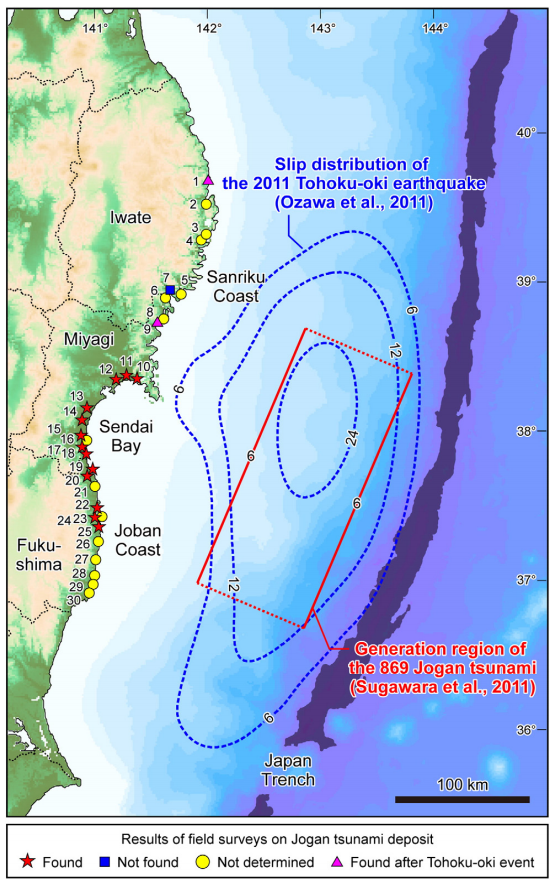 141°
142°
143°
144°
40°
Slip distribution of
the 2011 Tohoku-oki earthquake
(Ozawa et al., 2011)
1
2
Iwate
3
4
39°
7
5
6
Sanriku
Coast
8
9
6
12
Miyagi
11
12
10
6
13
14
Sendai
Bay
15
16
17
18
24
38°
6
6
19
20
21
22
24
23
25
Joban
Coast
26
Fuku-
shima
27
28
29
30
12
37°
Generation region of
the 869 Jogan tsunami
(Sugawara et al., 2011)
6
36°
Japan
Trench
100 km
Results of field surveys on Jogan tsunami deposit
Found
Not found
Not determined
Found after Tohoku-oki event